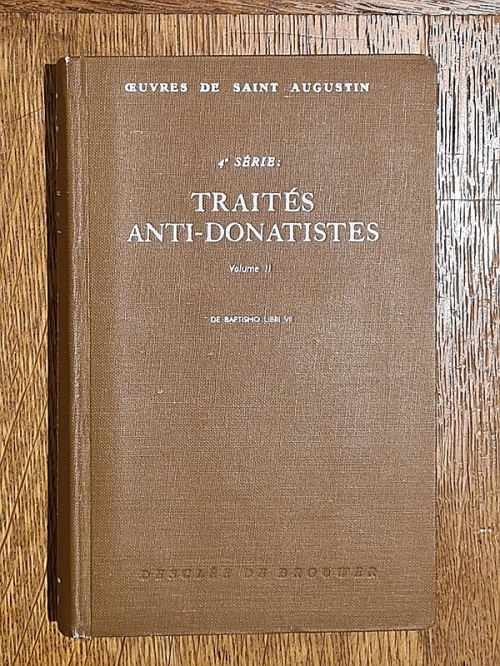 ŒUVRES DE SAINT AUGUSTIN
4ᵉ SÉRIE:
TRAITÉS
ANTI-DONATISTES
Volume II
DE BAPTISMO LIBRI VII
DESCLÉE DE BROUWER